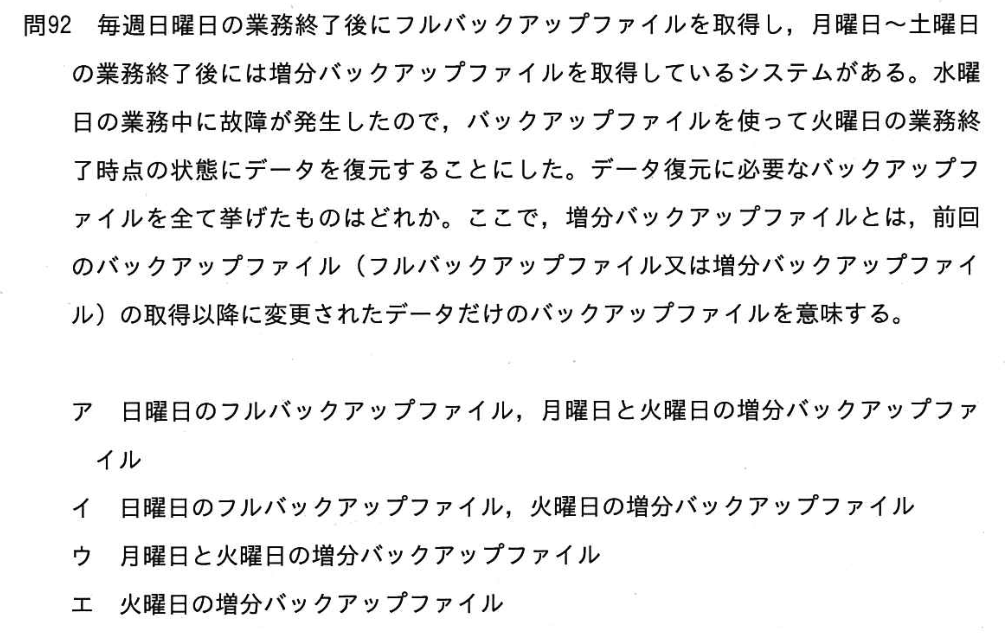 問92 毎週日曜日の業務終了後にフルバックアップファイルを取得し，月曜日～土曜日
の業務終了後には増分バックアップファイルを取得しているシステムがある。水曜
日の業務中に故障が発生したので，バックアップファイルを使って火曜日の業務終
了時点の状態にデータを復元することにした。データ復元に必要なバックアップフ
ァイルを全て挙げたものはどれか。ここで，増分バックアップファイルとは，前回
のバックアップファイル（フルバックアップファイル又は増分バックアップファイ
ル）の取得以降に変更されたデータだけのバックアップファイルを意味する。
ア 日曜日のフルバックアップファイル，月曜日と火曜日の増分バックアップファ
イル
イ 日曜日のフルバックアップファイル，火曜日の増分バックアップファイル
ウ 月曜日と火曜日の増分バックアップファイル
エ 火曜日の増分バックアップファイル